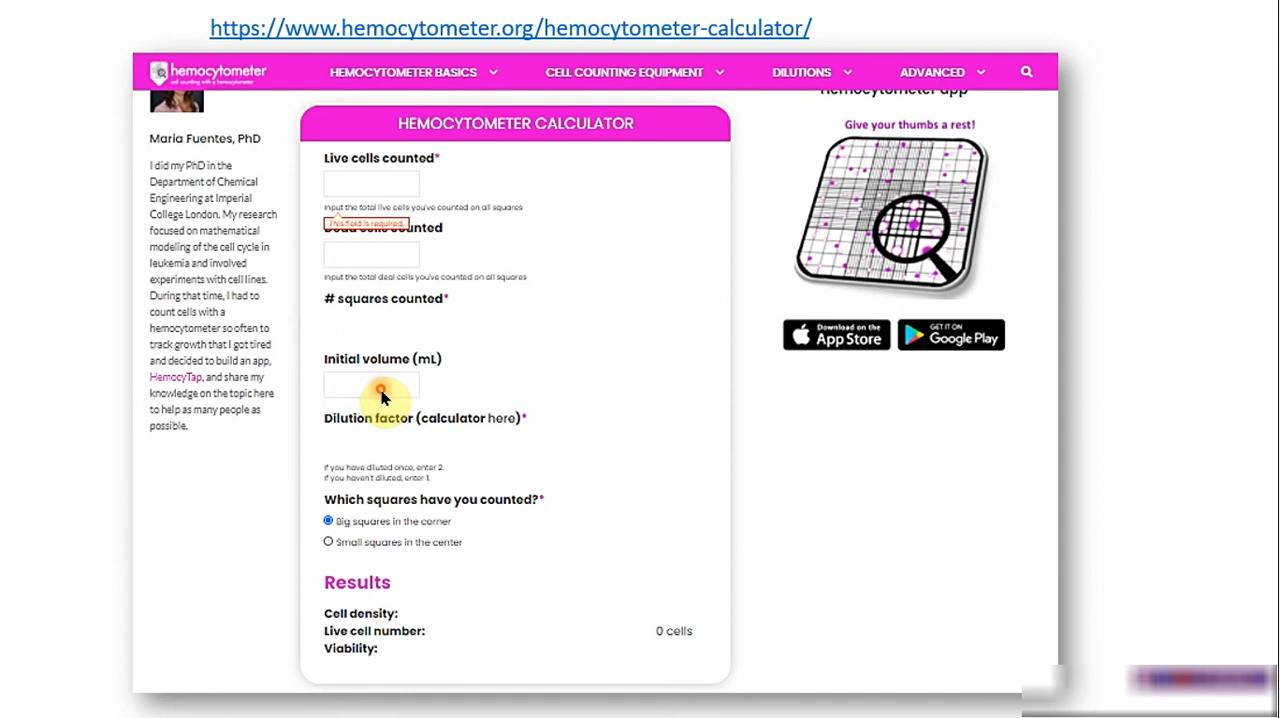 https://www.hemocytometer.org/hemocytometer-calculator/
hemocytometer
cell counting with a hemocytometer
HEMOCYTOMETER BASICS
CELL COUNTING EQUIPMENT
DILUTIONS
ADVANCED
Maria Fuentes, PhD
I did my PhD in the
Department of Chemical
Engineering at Imperial
College London. My research
focused on mathematical
modeling of the cell cycle in
leukemia and involved
experiments with cell lines.
During that time, I had to
count cells with a
hemocytometer so often to
track growth that I got tired
and decided to build an app,
HemocyTap, and share my
knowledge on the topic here
to help as many people as
possible.
HEMOCYTOMETER CALCULATOR
Live cells counted*
Input the total live cells you've counted on all squares
This field is required.
Dead cells counted
Input the total deal cells you've counted on all squares
# squares counted*
Initial volume (mL)
Dilution factor (calculator here)*
If you have diluted once, enter 2.
If you haven't diluted, enter 1.
Which squares have you counted?*
Big squares in the corner
Small squares in the center
Results
Cell density:
Live cell number: 0 cells
Viability:
Hemocytometer app
Give your thumbs a rest!
Download on the
App Store
GET IT ON
Google Play